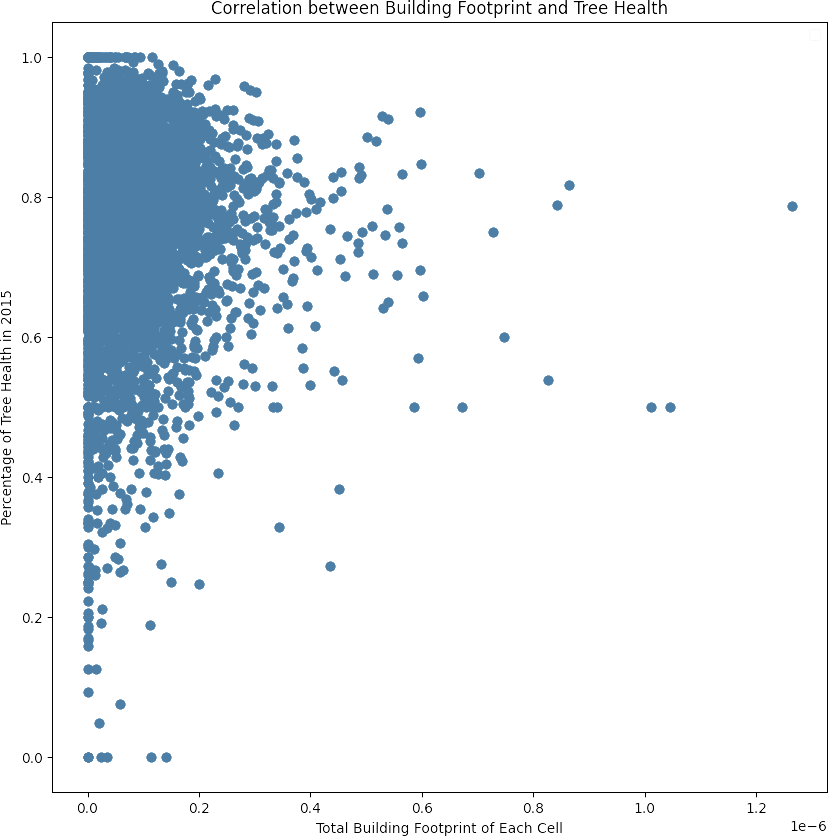 Correlation between Building Footprint and Tree Health
Percentage of Tree Health in 2015
1.0
0.8
0.6
0.4
0.2
0.0
0.0 0.2 0.4 0.6 0.8 1.0 1.2
1e−6
Total Building Footprint of Each Cell